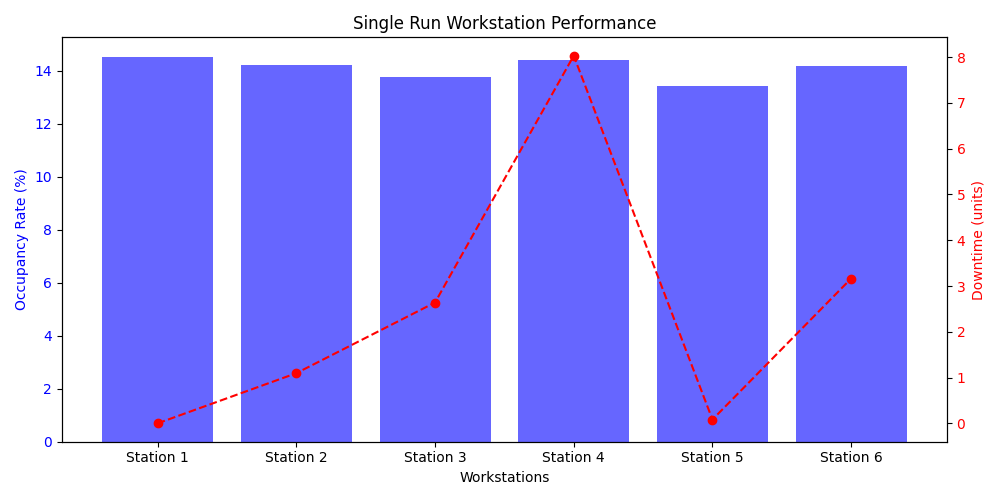 Single Run Workstation Performance
Occupancy Rate (%)
14
12
10
8
6
4
2
0
8
7
6
5
4
3
2
1
0
Downtime (units)
Station 1
Station 2
Station 3
Station 4
Station 5
Station 6
Workstations